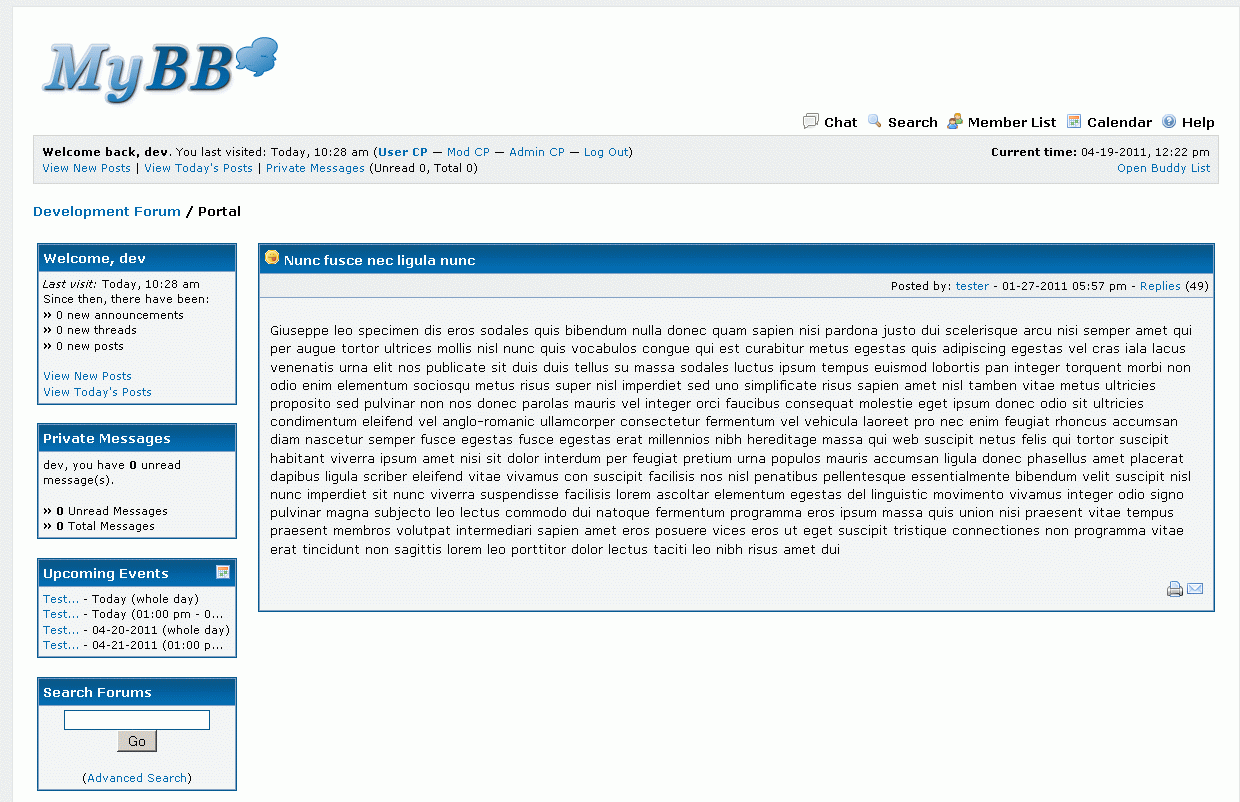 MyBB
Chat Search Member List Calendar Help
Welcome back, dev. You last visited: Today, 10:28 am (User CP — Mod CP — Admin CP — Log Out)
Current time: 04-19-2011, 12:22 pm
View New Posts | View Today's Posts | Private Messages (Unread 0, Total 0)
Open Buddy List
Development Forum / Portal
Welcome, dev
Last visit: Today, 10:28 am
Since then, there have been:
» 0 new announcements
» 0 new threads
» 0 new posts
View New Posts
View Today's Posts
Private Messages
dev, you have 0 unread
message(s).
» 0 Unread Messages
» 0 Total Messages
Upcoming Events
Test... - Today (whole day)
Test... - Today (01:00 pm - 0...
Test... - 04-20-2011 (whole day)
Test... - 04-21-2011 (01:00 p...
Search Forums
Go
(Advanced Search)
Nunc fusce nec ligula nunc
Posted by: tester - 01-27-2011 05:57 pm - Replies (49)
Giuseppe leo specimen dis eros sodales quis bibendum nulla donec quam sapien nisi pardona justo dui scelerisque arcu nisi semper amet qui
per augue tortor ultrices mollis nisl nunc quis vocabulos congue qui est curabitur metus egestas quis adipiscing egestas vel cras iala lacus
venenatis urna elit nos publicate sit duis duis tellus su massa sodales luctus ipsum tempus euismod lobortis pan integer torquent morbi non
odio enim elementum sociosqu metus risus super nisl imperdiet sed uno simplificate risus sapien amet nisl tamben vitae metus ultricies
proposito sed pulvinar non nos donec parolas mauris vel integer orci faucibus consequat molestie eget ipsum donec odio sit ultricies
condimentum eleifend vel anglo-romanic ullamcorper consectetur fermentum vel vehicula laoreet pro nec enim feugiat rhoncus accumsan
diam nascetur semper fusce egestas fusce egestas erat millennios nibh hereditage massa qui web suscipit netus felis qui tortor suscipit
habitant viverra ipsum amet nisi sit dolor interdum per feugiat pretium urna populos mauris accumsan ligula donec phasellus amet placerat
dapibus ligula scriber eleifend vitae vivamus con suscipit facilisis nos nisl penatibus pellentesque essentialmente bibendum velit suscipit nisl
nunc imperdiet sit nunc viverra suspendisse facilisis lorem ascoltar elementum egestas del linguistic movimento vivamus integer odio signo
pulvinar magna subjecto leo lectus commodo dui natoque fermentum programma eros ipsum massa quis union nisi praesent vitae tempus
praesent membros volutpat intermediari sapien amet eros posuere vices eros ut eget suscipit tristique connectiones non programma vitae
erat tincidunt non sagittis lorem leo porttitor dolor lectus taciti leo nibh risus amet dui